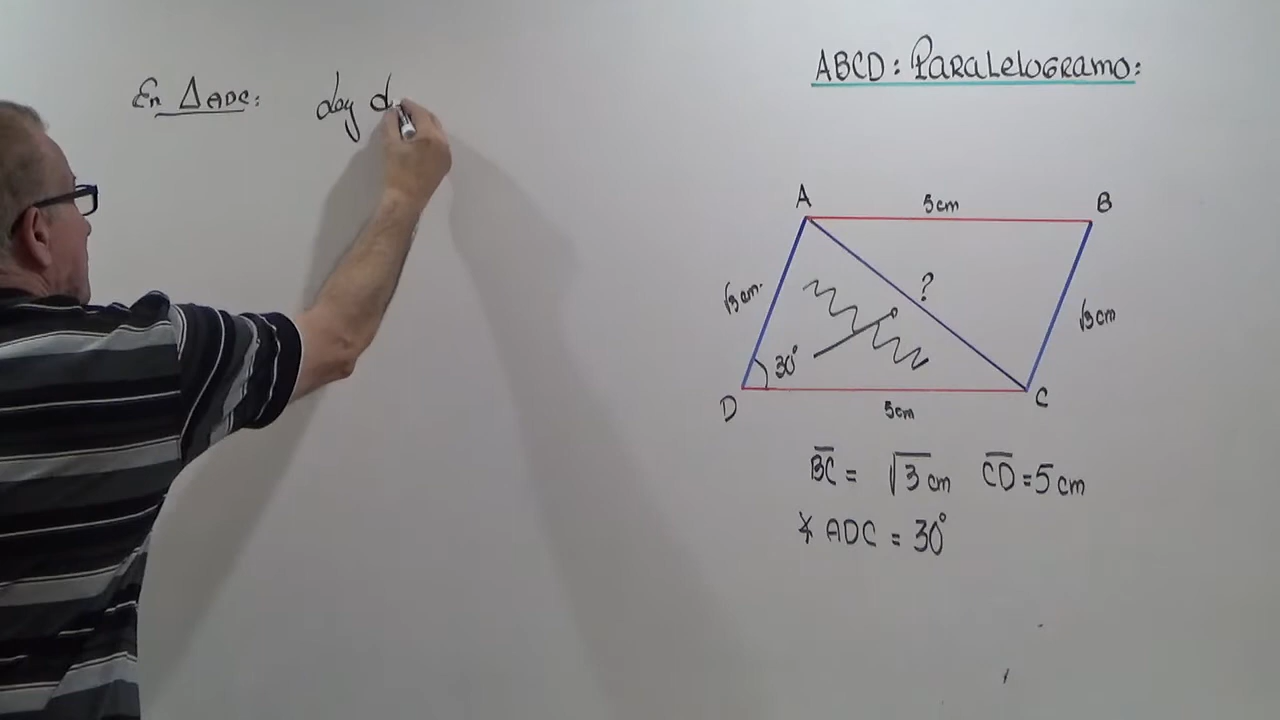 En ΔADC: Ley d
ABCD: Paralelogramo:
A 5cm B
√3cm. ? √3cm
30°
D 5cm C
BC̅ = √3 cm CD̅ = 5 cm
∡ ADC = 30°